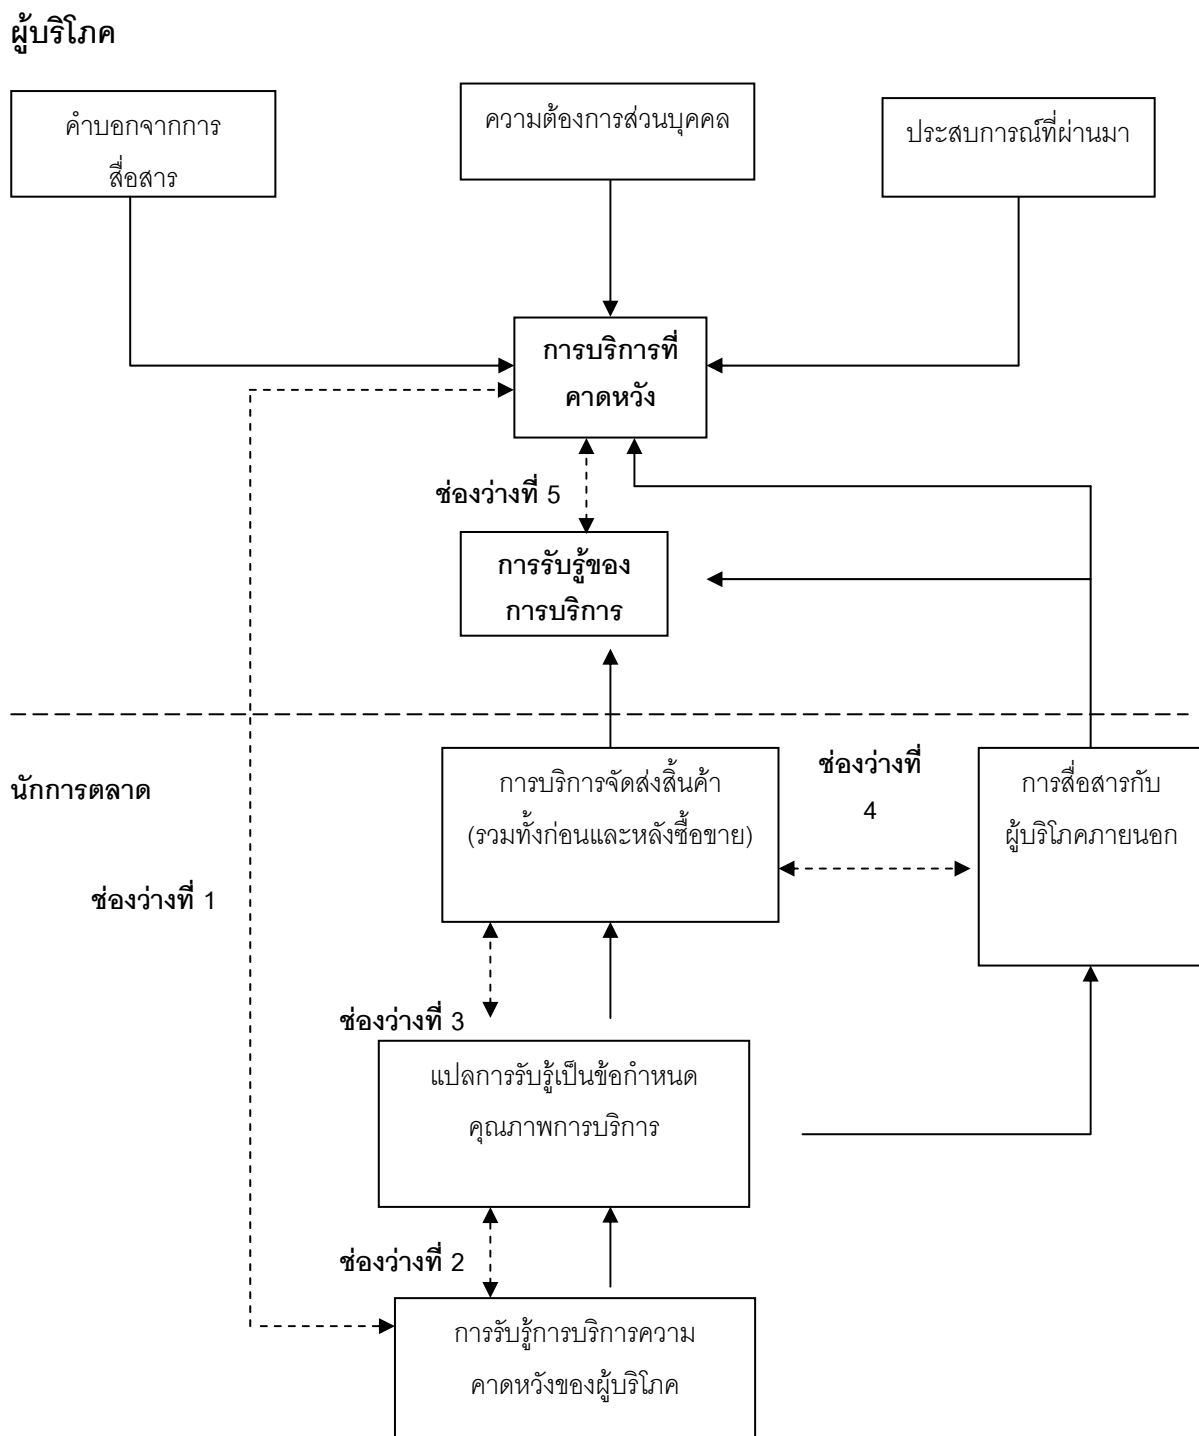 ผู้บริโภค
คำบอกจากการ
สื่อสาร
ความต้องการส่วนบุคคล
ประสบการณ์ที่ผ่านมา
การบริการที่
คาดหวัง
ช่องว่างที่ 5
การรับรู้ของ
การบริการ
นักการตลาด
การบริการจัดส่งสิ้นค้า
(รวมทั้งก่อนและหลังซื้อขาย)
ช่องว่างที่
4
การสื่อสารกับ
ผู้บริโภคภายนอก
ช่องว่างที่ 1
ช่องว่างที่ 3
แปลการรับรู้เป็นข้อกำหนด
คุณภาพการบริการ
ช่องว่างที่ 2
การรับรู้การบริการความ
คาดหวังของผู้บริโภค